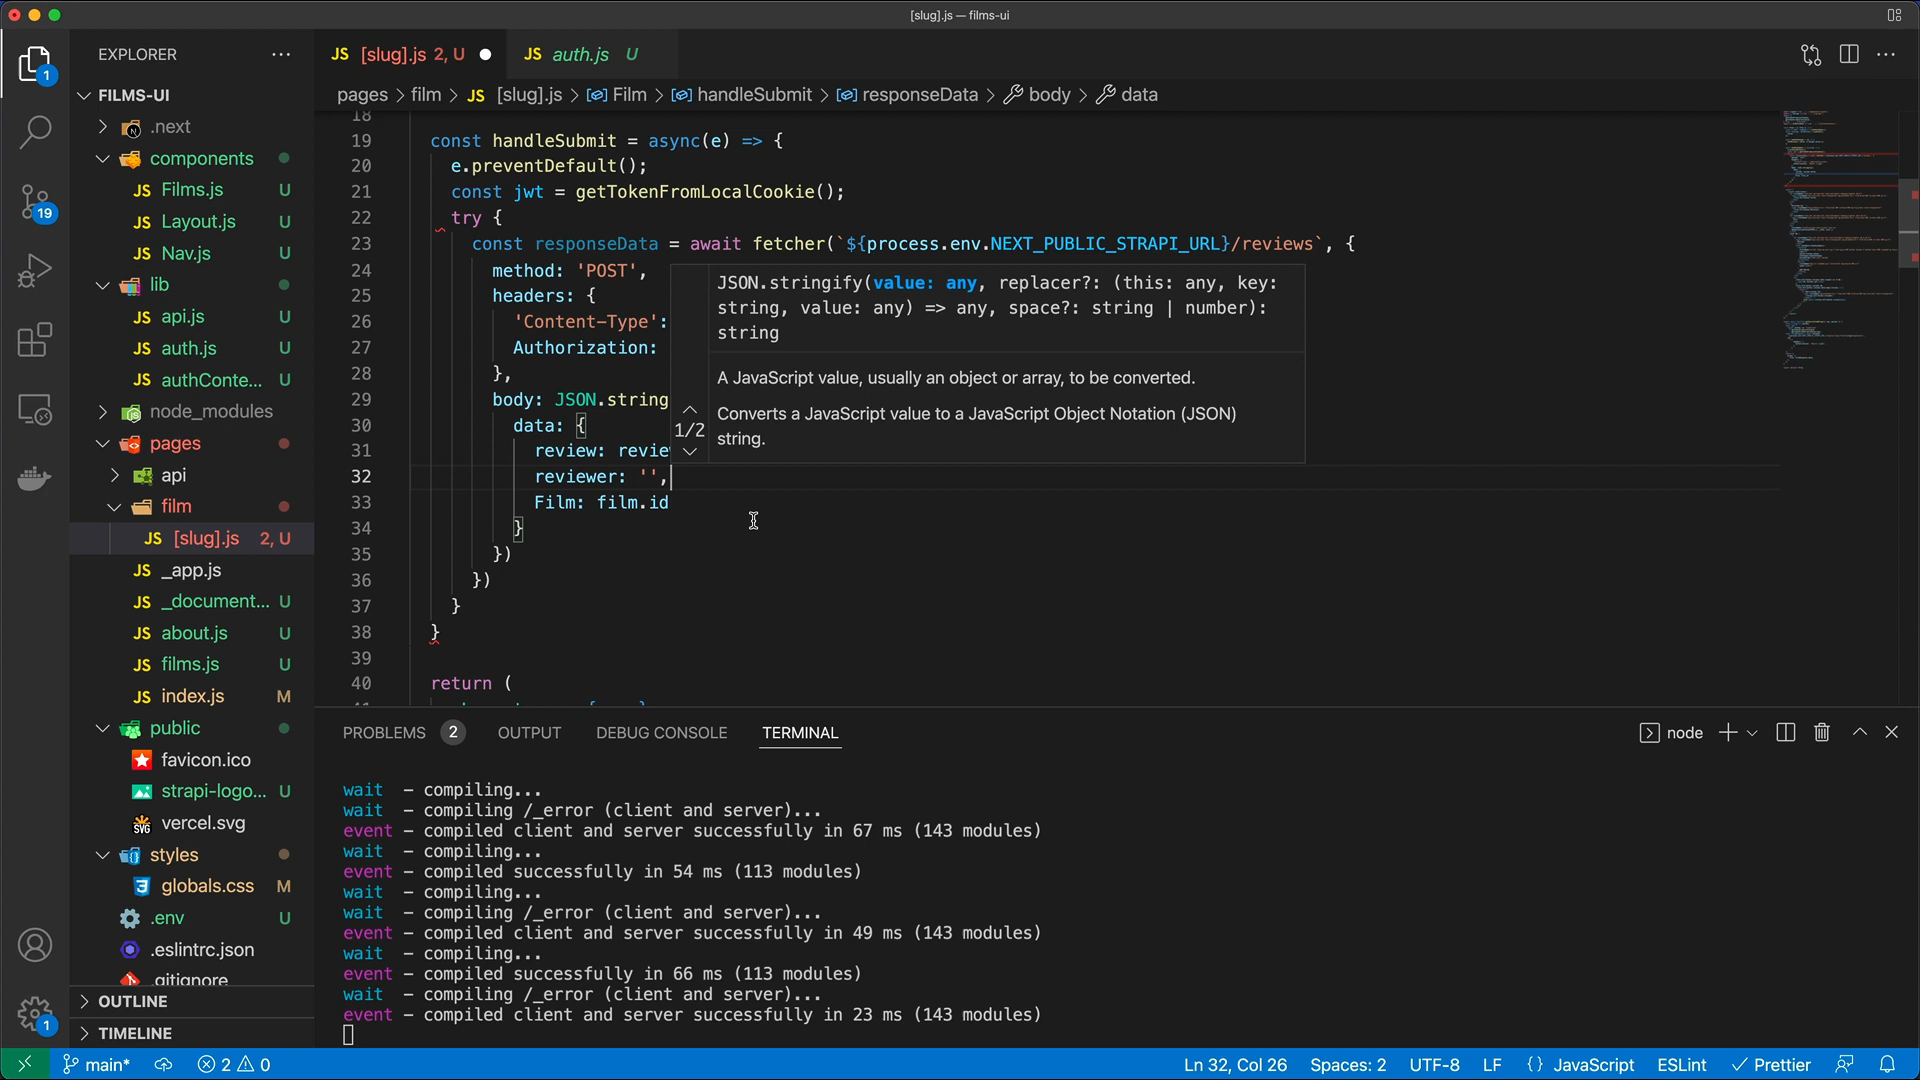 [slug].js — films-ui
EXPLORER
JS [slug].js 2, U
JS auth.js U
pages > film > JS [slug].js > Film > handleSubmit > responseData > body > data
1
19
1
FILMS-UI
.next
components
JS Films.js U
JS Layout.js U
JS Nav.js U
lib
JS api.js U
JS auth.js U
JS authConte... U
node_modules
pages
api
film
JS [slug].js 2, U
JS _app.js
JS _document... U
JS about.js U
JS films.js U
JS index.js M
public
favicon.ico
strapi-logo... U
SVG vercel.svg
styles
globals.css M
.env U
.eslintrc.json
.gitignore
OUTLINE
TIMELINE
18
19 const handleSubmit = async(e) => {
20 e.preventDefault();
21 const jwt = getTokenFromLocalCookie();
22 try {
23 const responseData = await fetcher(`${process.env.NEXT_PUBLIC_STRAPI_URL}/reviews`, {
24 method: 'POST',
25 headers: {
26 'Content-Type':
27 Authorization:
28 },
29 body: JSON.string
30 data: {
31 review: revie
32 reviewer: '',
33 Film: film.id
34 }
35 })
36 })
37 }
38 }
39
40 return (
JSON.stringify(value: any, replacer?: (this: any, key:
string, value: any) => any, space?: string | number):
string
A JavaScript value, usually an object or array, to be converted.
1/2
Converts a JavaScript value to a JavaScript Object Notation (JSON)
string.
PROBLEMS 2 OUTPUT DEBUG CONSOLE TERMINAL
node
wait - compiling...
wait - compiling /_error (client and server)...
event - compiled client and server successfully in 67 ms (143 modules)
wait - compiling...
event - compiled successfully in 54 ms (113 modules)
wait - compiling...
wait - compiling /_error (client and server)...
event - compiled client and server successfully in 49 ms (143 modules)
wait - compiling...
event - compiled successfully in 66 ms (113 modules)
wait - compiling /_error (client and server)...
event - compiled client and server successfully in 23 ms (143 modules)
main* 2 0 Ln 32, Col 26 Spaces: 2 UTF-8 LF {} JavaScript ESLint Prettier